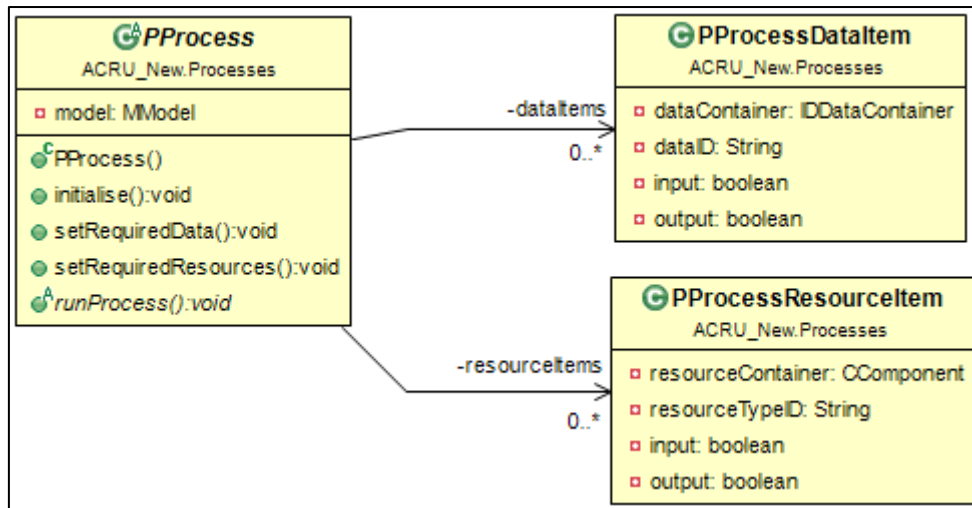 PProcess
ACRU_New.Processes
model: MModel
PProcess()
initialise():void
setRequiredData():void
setRequiredResources():void
runProcess():void
-dataItems
0..*
PProcessDataItem
ACRU_New.Processes
dataContainer: IDDataContainer
dataID: String
input: boolean
output: boolean
-resourceItems
0..*
PProcessResourceItem
ACRU_New.Processes
resourceContainer: CComponent
resourceTypeID: String
input: boolean
output: boolean